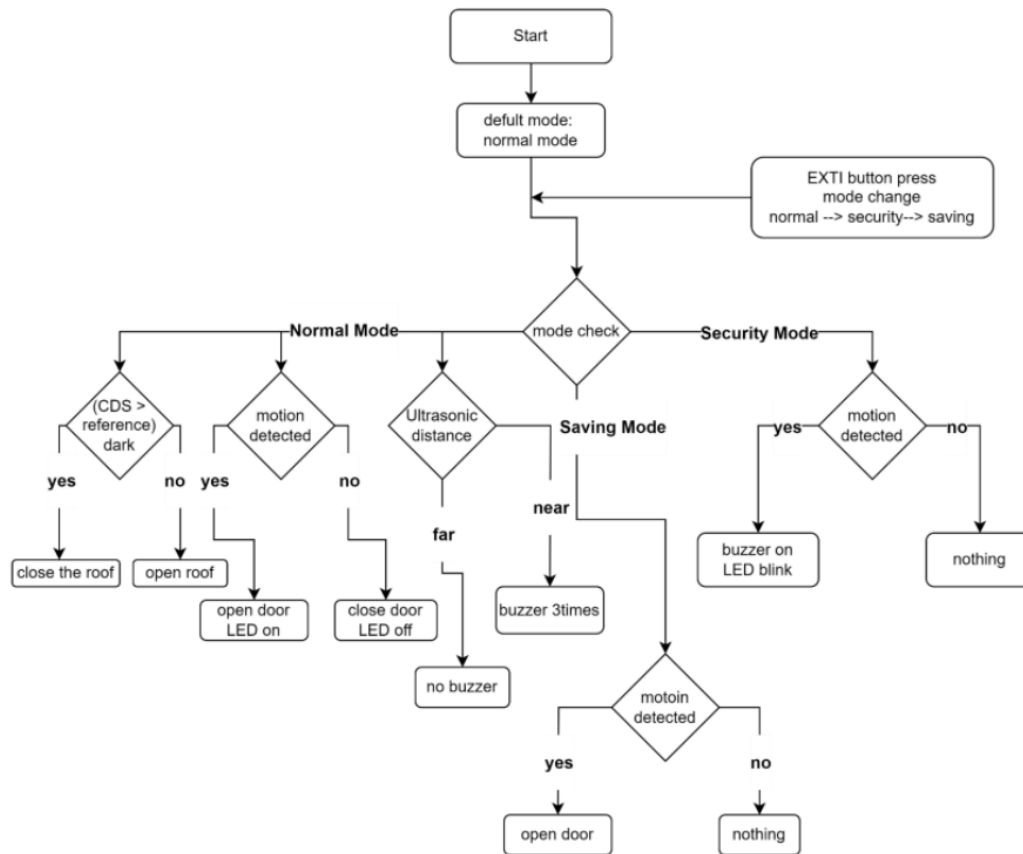 Start
defult mode:
normal mode
EXTI button press
mode change
normal --> security--> saving
Normal Mode
mode check
Security Mode
(CDS >
reference)
dark
motion
detected
Ultrasonic
distance
Saving Mode
motion
detected
yes
no
yes
no
far
near
yes
no
close the roof
open roof
open door
LED on
close door
LED off
no buzzer
buzzer 3times
buzzer on
LED blink
nothing
motoin
detected
yes
no
open door
nothing